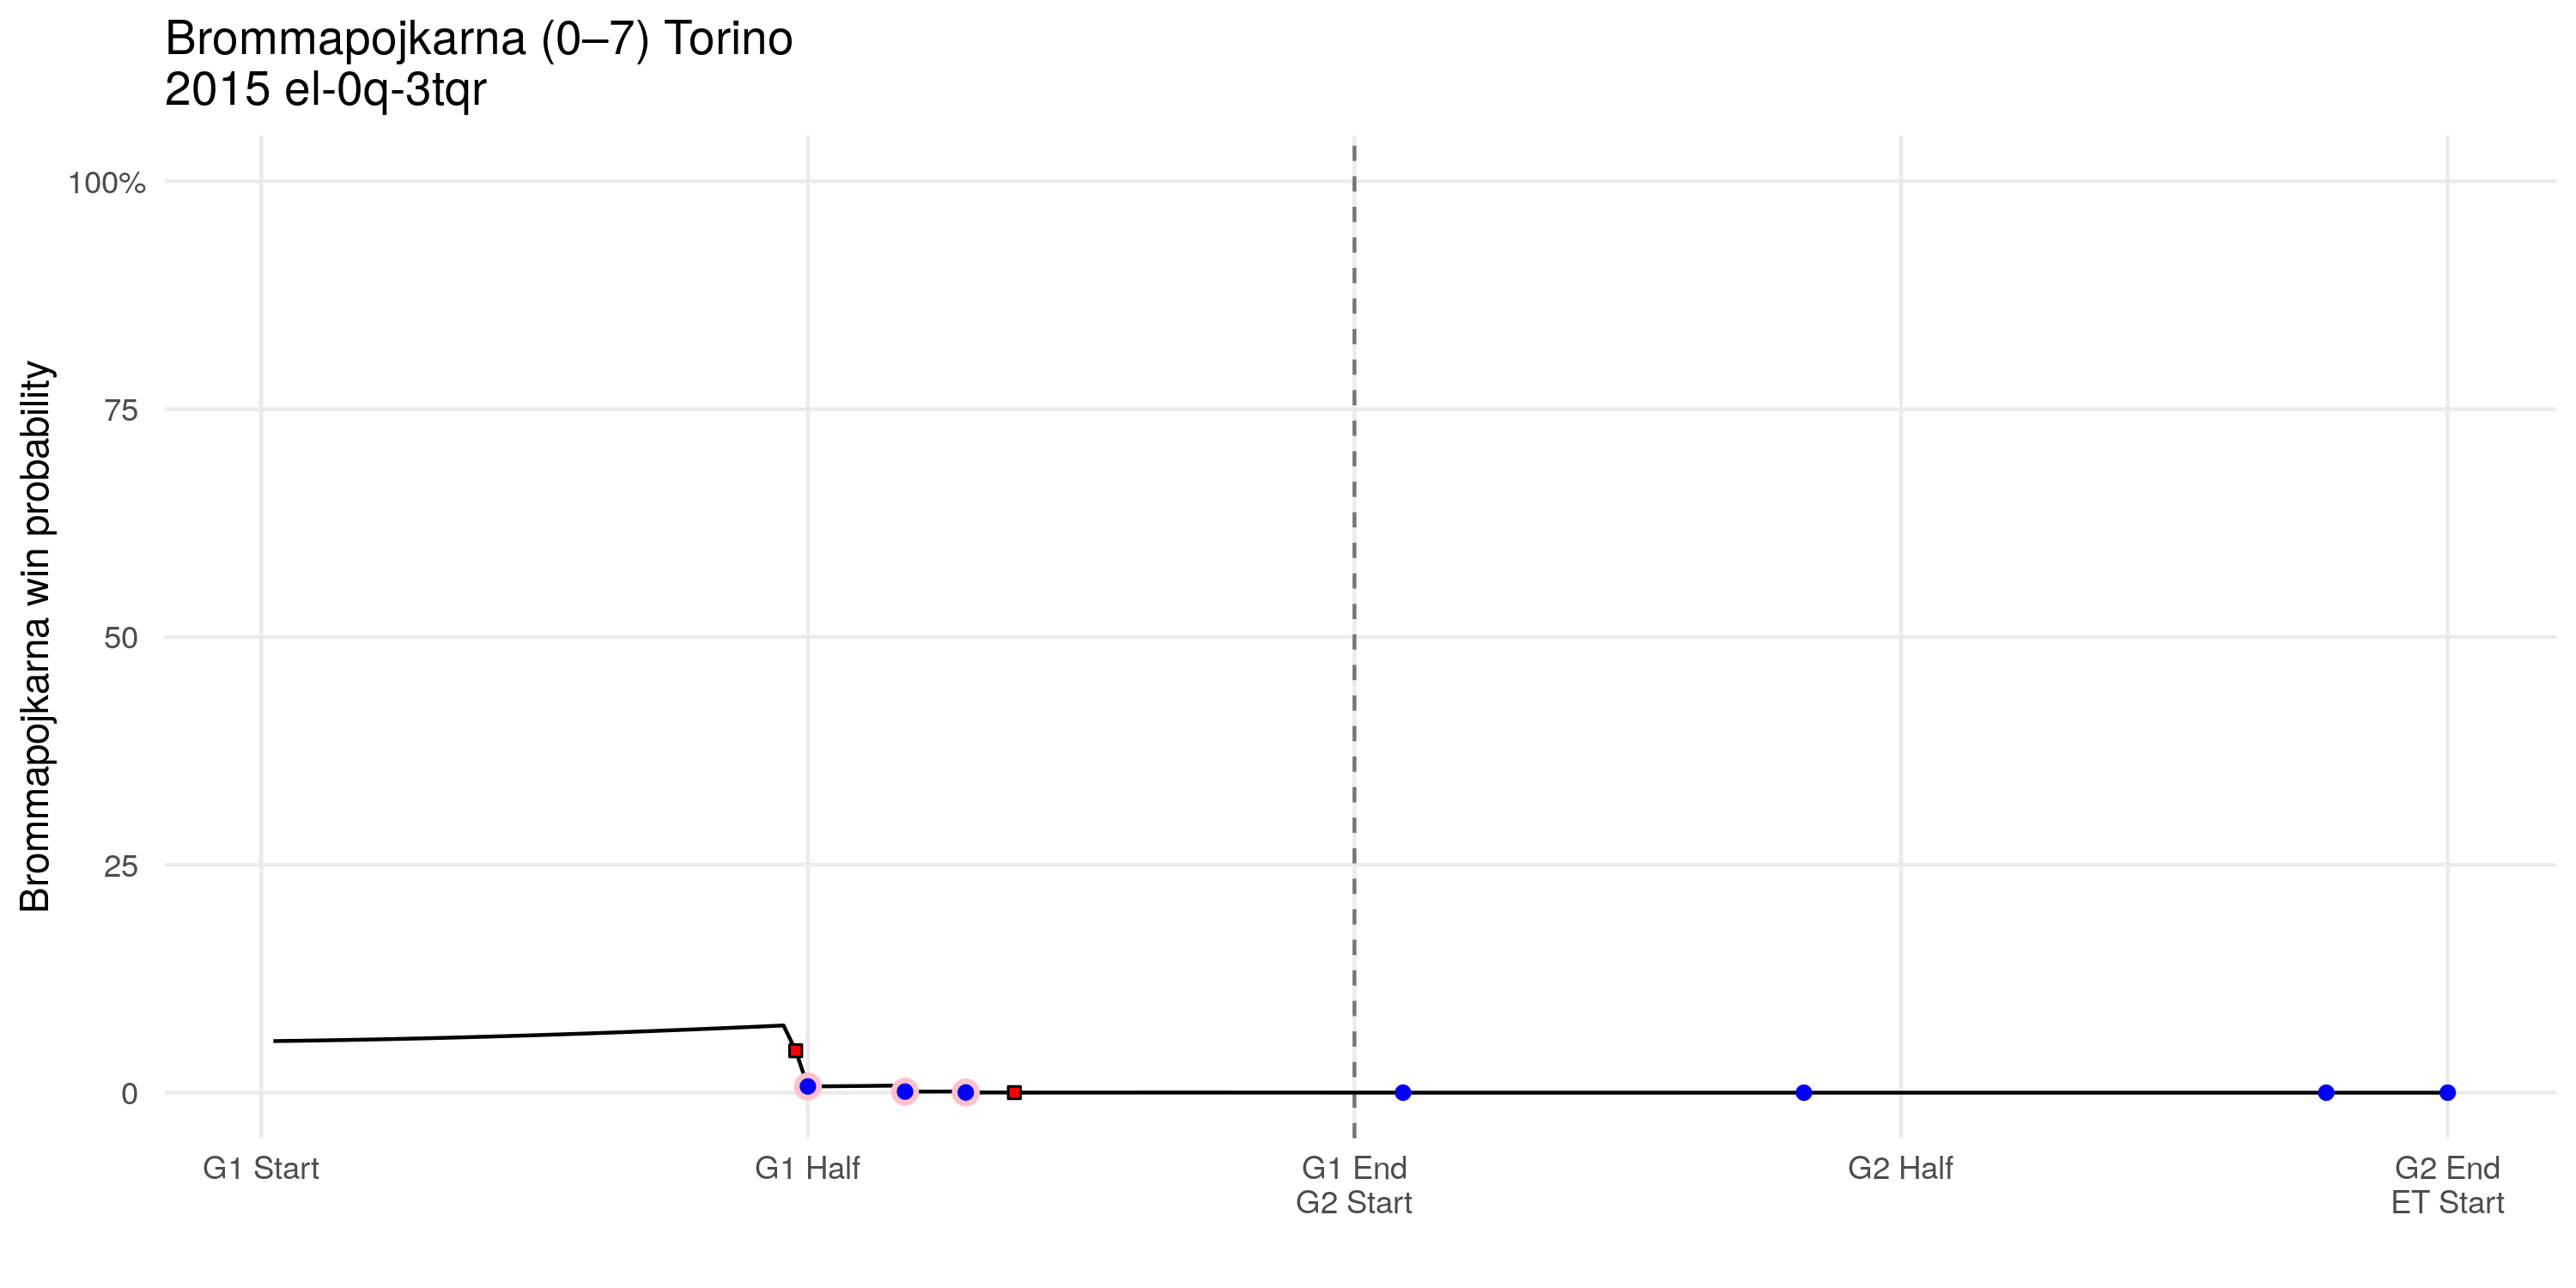 Brommapojkarna (0–7) Torino
2015 el-0q-3tqr
Brommapojkarna win probability
100%
75
50
25
0
G1 Start
G1 Half
G1 End
G2 Start
G2 Half
G2 End
ET Start